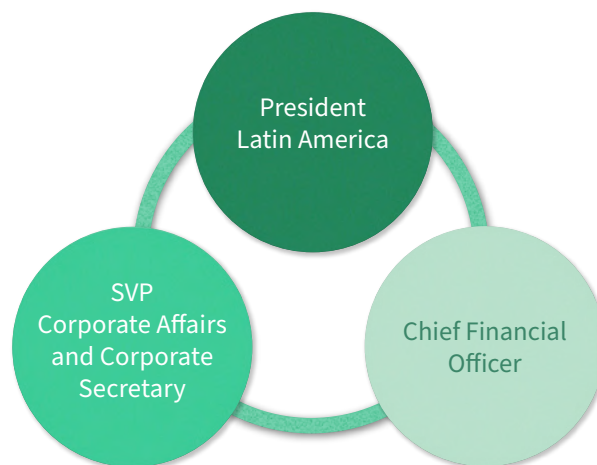 President
Latin America
SVP
Corporate Affairs
and Corporate
Secretary
Chief Financial
Officer